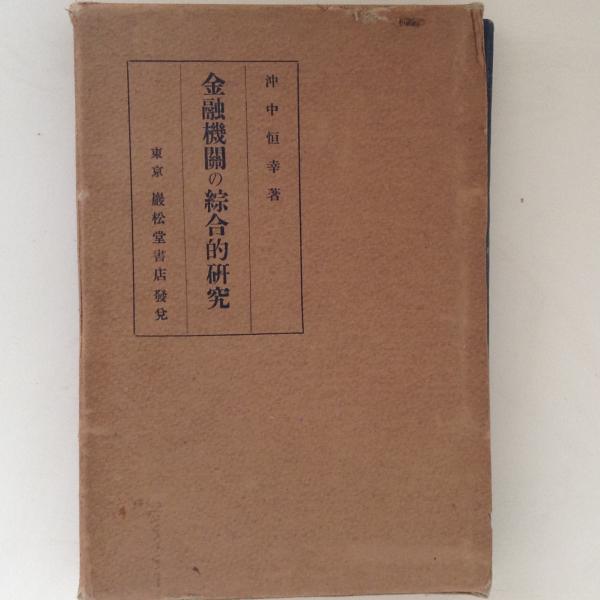 沖中恒幸著
金融機關の綜合的研究
東京 巖松堂書店發兌